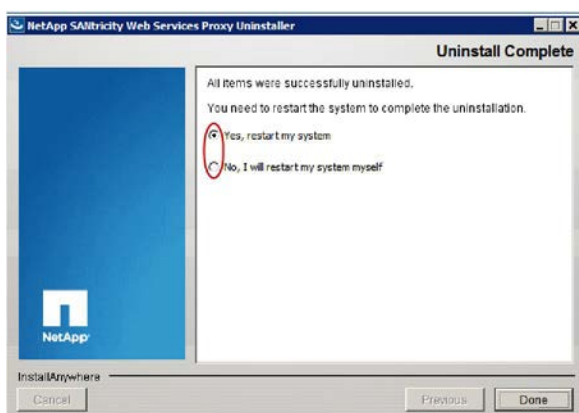 NetApp SANtricity Web Services Proxy Uninstaller
Uninstall Complete
All items were successfully uninstalled.
You need to restart the system to complete the uninstallation.
Yes, restart my system
No, I will restart my system myself
NetApp
InstallAnywhere
Cancel
Previous
Done